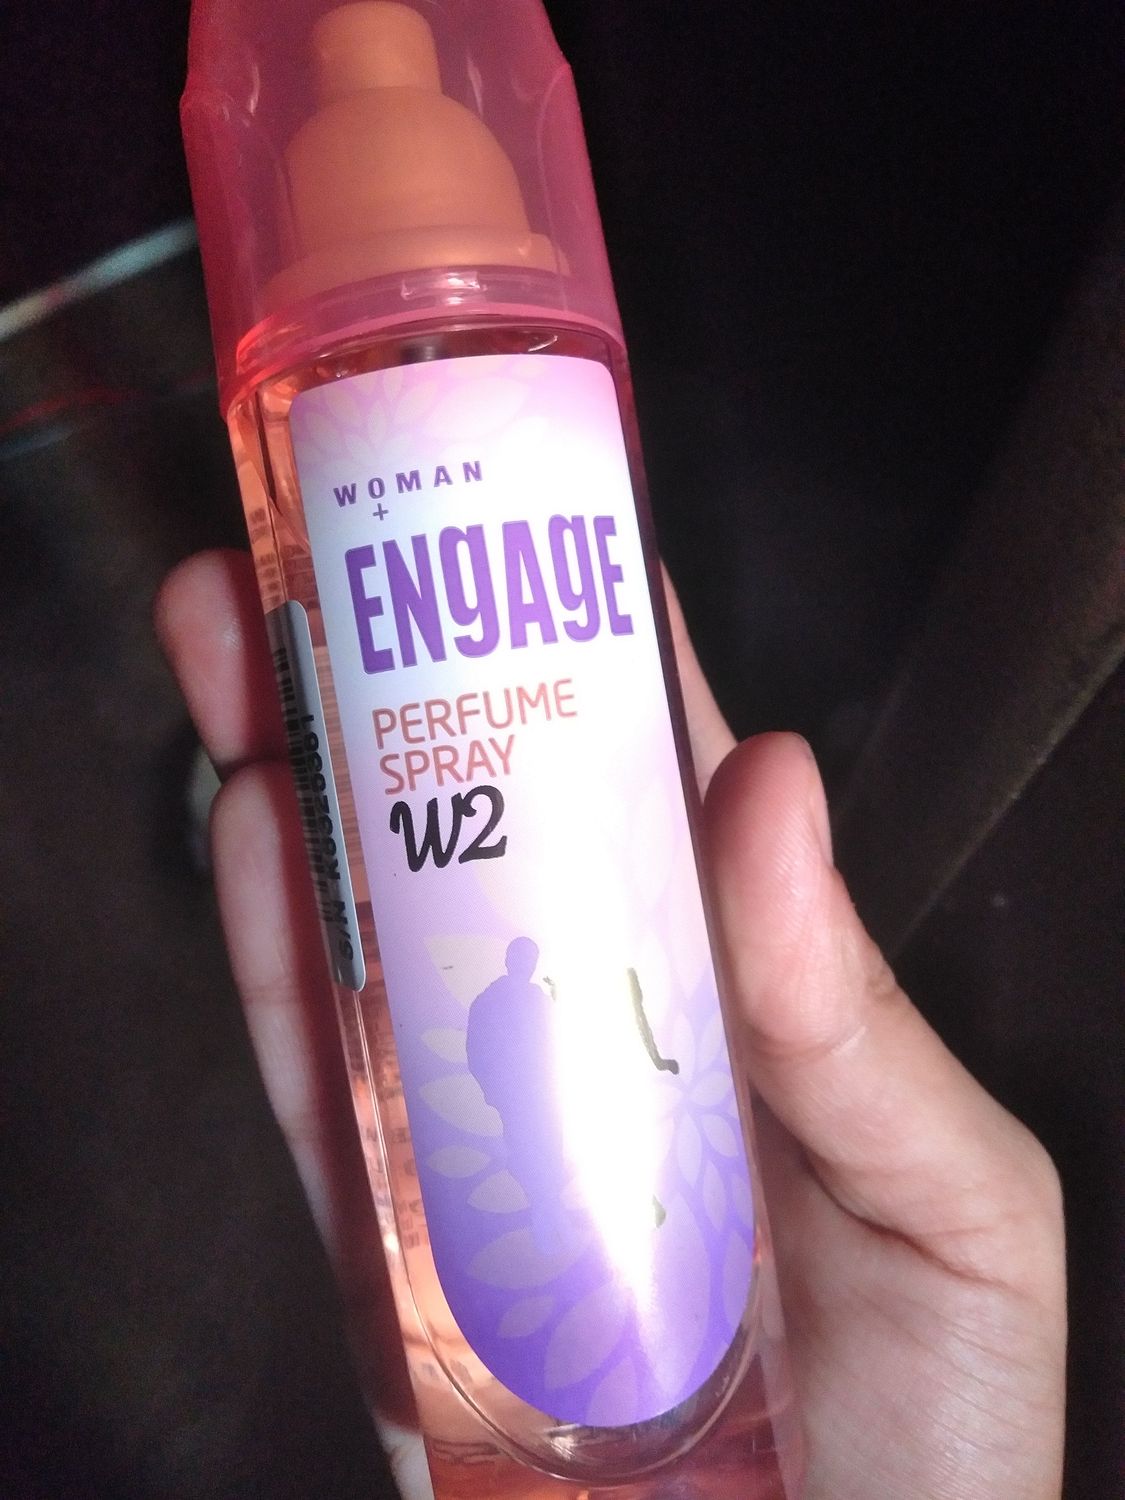 WOMAN
+
ENgAgE
PERFUME
SPRAY
W2